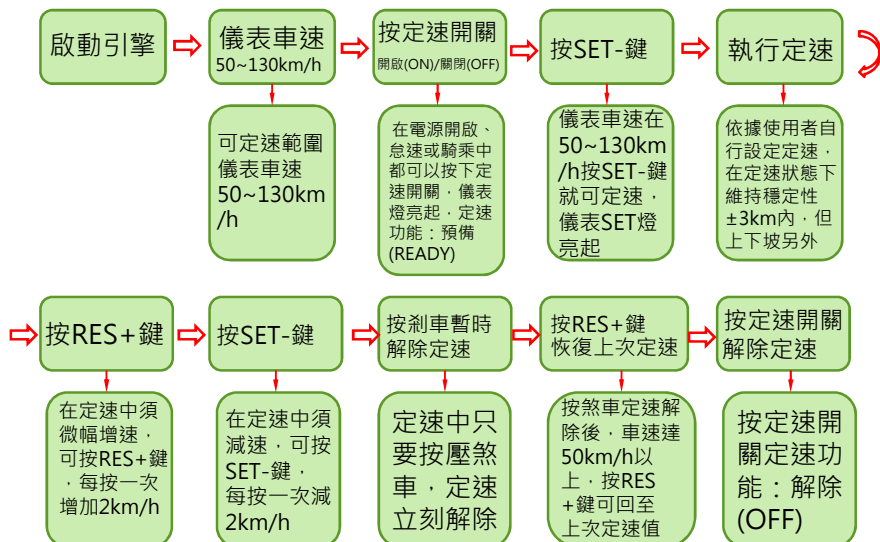 啟動引擎
儀表車速
50~130km/h
按定速開關
開啟(ON)/關閉(OFF)
按SET-鍵
執行定速
可定速範圍
儀表車速
50~130km
/h
在電源開啟、
怠速或騎乘中
都可以按下定
速開關，儀表
燈亮起，定速
功能：預備
(READY)
儀表車速在
50~130km
/h按SET-鍵
就可定速，
儀表SET燈
亮起
依據使用者自
行設定定速，
在定速狀態下
維持穩定性
±3km內，但
上下坡另外
按RES+鍵
按SET-鍵
按剎車暫時
解除定速
按RES+鍵
恢復上次定速
按定速開關
解除定速
在定速中須
微幅增速，
可按RES+鍵
，每按一次
增加2km/h
在定速中須
減速，可按
SET-鍵，
每按一次減
2km/h
定速中只
要按壓煞
車，定速
立刻解除
按煞車定速解
除後，車速達
50km/h以
上，按RES
+鍵可回至
上次定速值
按定速開
關定速功
能：解除
(OFF)